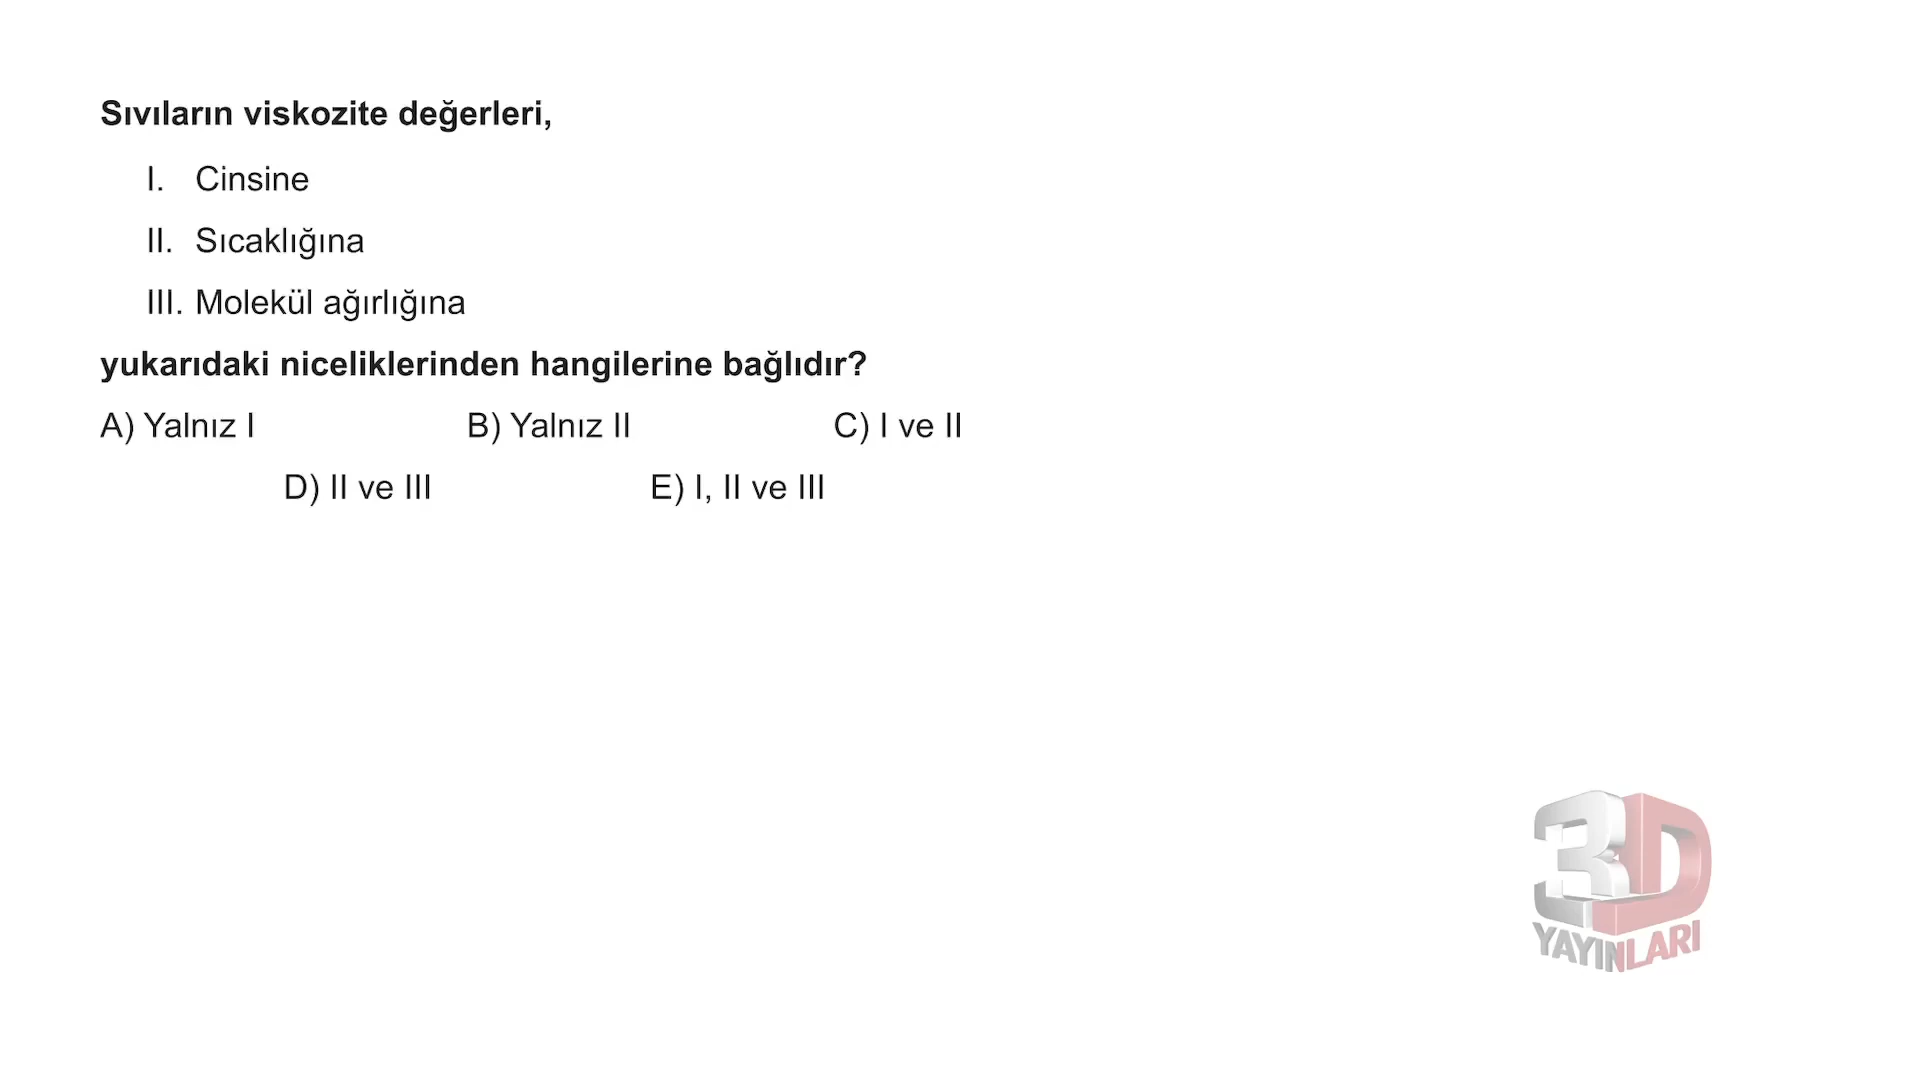 Sıvıların viskozite değerleri,
I. Cinsine
II. Sıcaklığına
III. Molekül ağırlığına
yukarıdaki niceliklerinden hangilerine bağlıdır?
A) Yalnız I B) Yalnız II C) I ve II
D) II ve III E) I, II ve III
3D
YAYINLARI